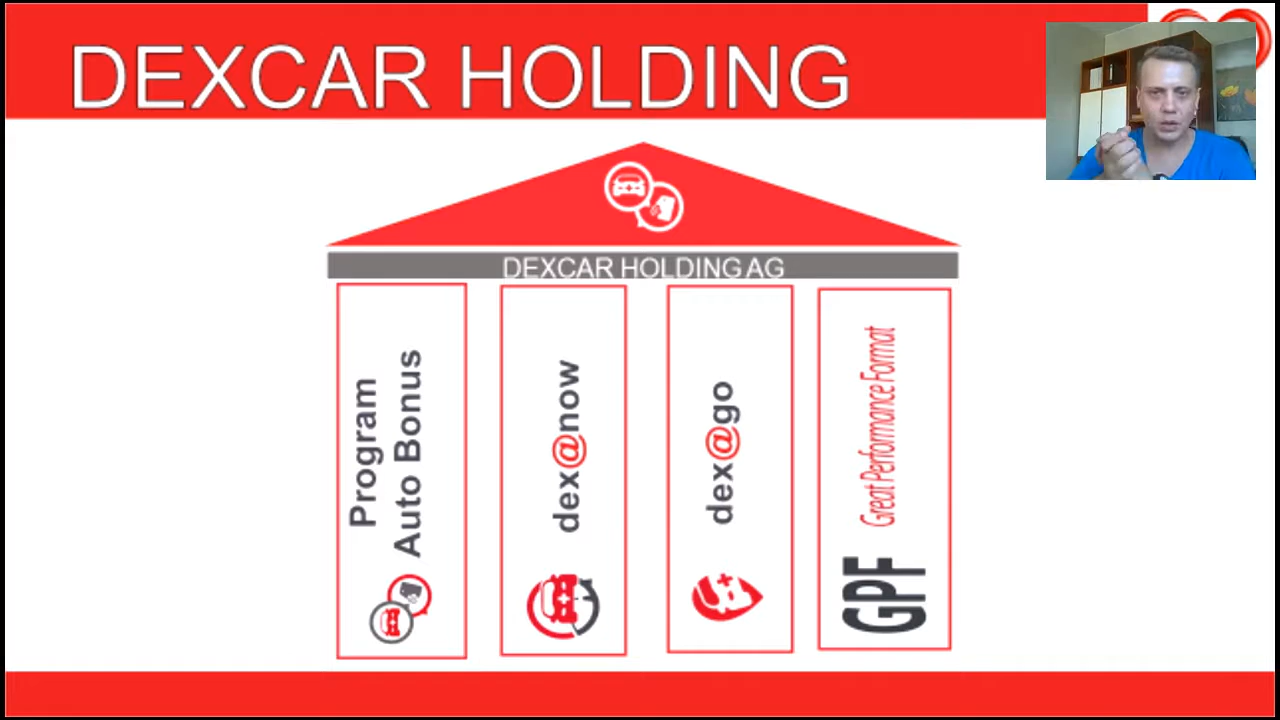 DEXCAR HOLDING
DEXCAR HOLDING AG
Program
Auto Bonus
dex@now
dex@go
GPF Great Performance Format